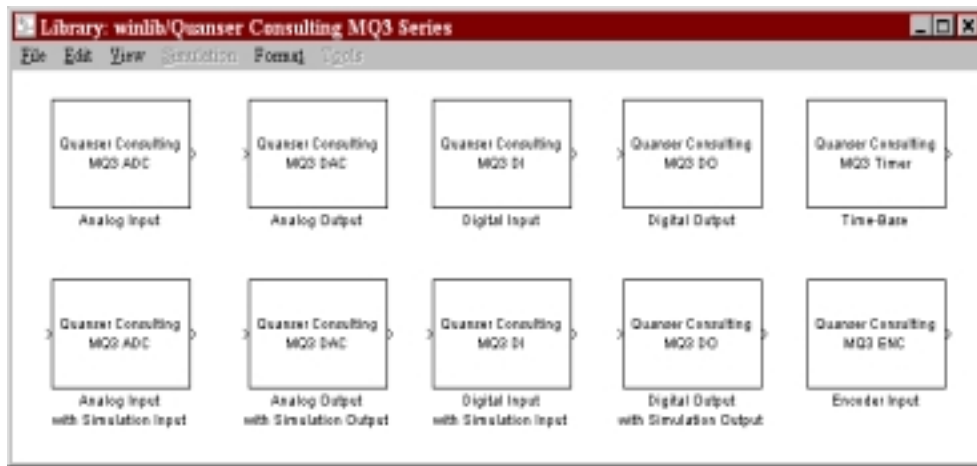 Library: winlib/Quanser Consulting MQ3 Series
File Edit View Simulation Format Tools
Quanser Consulting
MQ3 ADC
Analog Input
Quanser Consulting
MQ3 DAC
Analog Output
Quanser Consulting
MQ3 DI
Digital Input
Quanser Consulting
MQ3 DO
Digital Output
Quanser Consulting
MQ3 Timer
Time-Base
Quanser Consulting
MQ3 ADC
Analog Input
with Simulation Input
Quanser Consulting
MQ3 DAC
Analog Output
with Simulation Output
Quanser Consulting
MQ3 DI
Digital Input
with Simulation Input
Quanser Consulting
MQ3 DO
Digital Output
with Simulation Output
Quanser Consulting
MQ3 ENC
Encoder Input